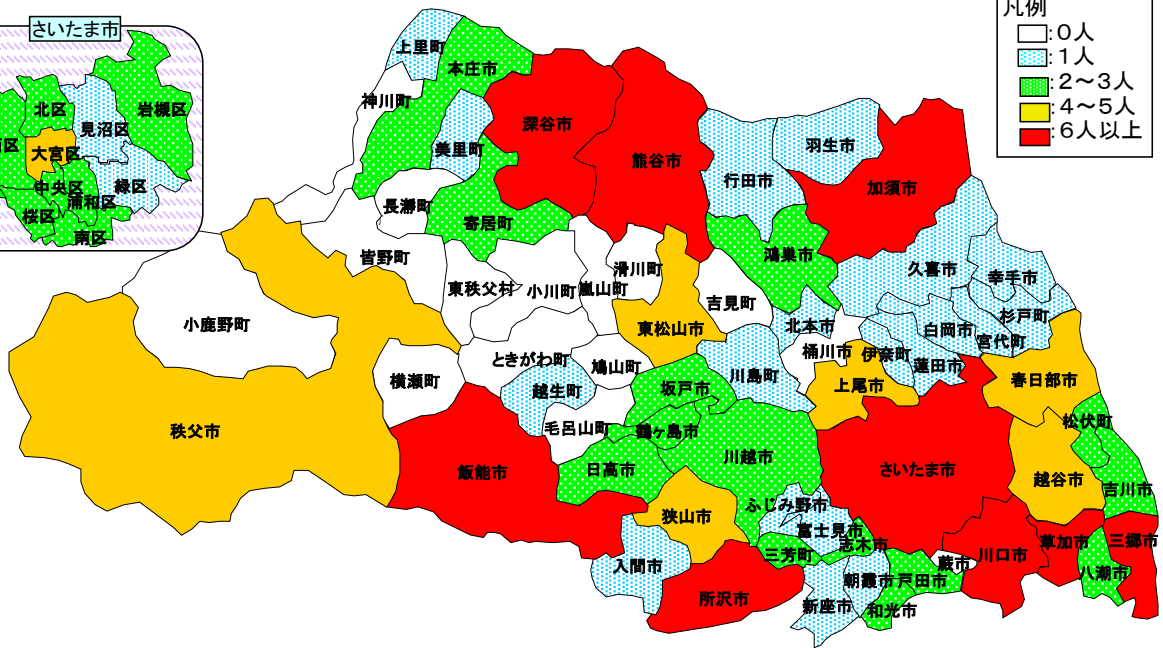 さいたま市
北区
見沼区
岩槻区
西区
大宮区
中央区
緑区
浦和区
桜区
南区
凡例
:0人
:1人
:2～3人
:4～5人
:6人以上
上里町
本庄市
神川町
美里町
深谷市
熊谷市
行田市
羽生市
加須市
長瀞町
寄居町
皆野町
鴻巣市
久喜市
幸手市
東秩父村
小川町
嵐山町
滑川町
吉見町
小鹿野町
東松山市
北本市
桶川市
伊奈町
白岡市
杉戸町
宮代町
蓮田市
横瀬町
ときがわ町
鳩山町
越生町
坂戸市
川島町
上尾市
春日部市
秩父市
毛呂山町
鶴ヶ島市
松伏町
飯能市
日高市
川越市
さいたま市
越谷市
吉川市
狭山市
ふじみ野市
富士見市
志木市
三芳町
入間市
所沢市
朝霞市
新座市
和光市
戸田市
蕨市
川口市
草加市
八潮市
三郷市